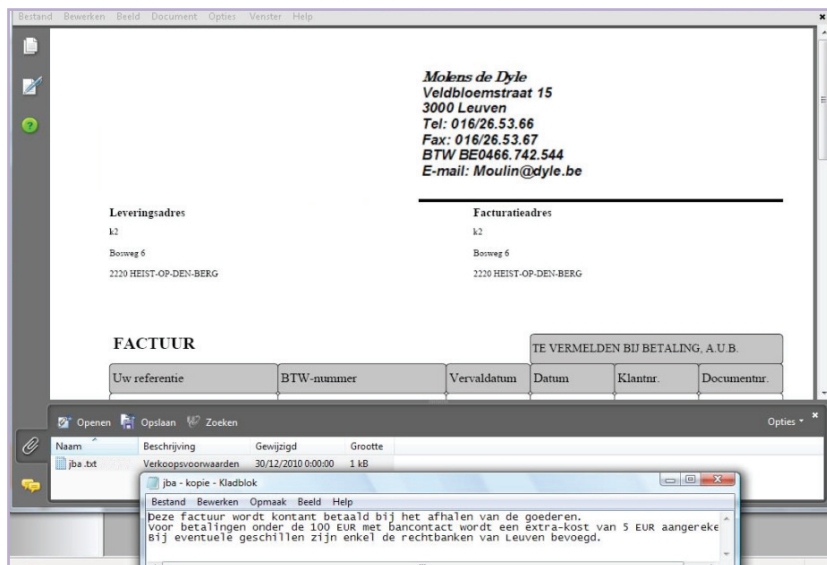 Bestand Bewerken Beeld Document Opties Venster Help
Molens de Dyle
Veldbloemstraat 15
3000 Leuven
Tel: 016/26.53.66
Fax: 016/26.53.67
BTW BE0466.742.544
E-mail: Moulin@dyle.be
Leveringsadres Facturatieadres
k2 k2
Bosweg 6 Bosweg 6
2220 HEIST-OP-DEN-BERG 2220 HEIST-OP-DEN-BERG
FACTUUR TE VERMELDEN BIJ BETALING, A.U.B.
Uw referentie BTW-nummer Vervaldatum Datum Klantnr. Documentnr.
Openen Opslaan Zoeken Opties
Naam Beschrijving Gewijzigd Grootte
jba .txt Verkoopsvoorwaarden 30/12/2010 0:00:00 1 kB
jba - kopie - Kladblok
Bestand Bewerken Opmaak Beeld Help
Deze factuur wordt kontant betaald bij het afhalen van de goederen.
Voor betalingen onder de 100 EUR met bancontact wordt een extra-kost van 5 EUR aangereke
Bij eventuele geschillen zijn enkel de rechtbanken van Leuven bevoegd.